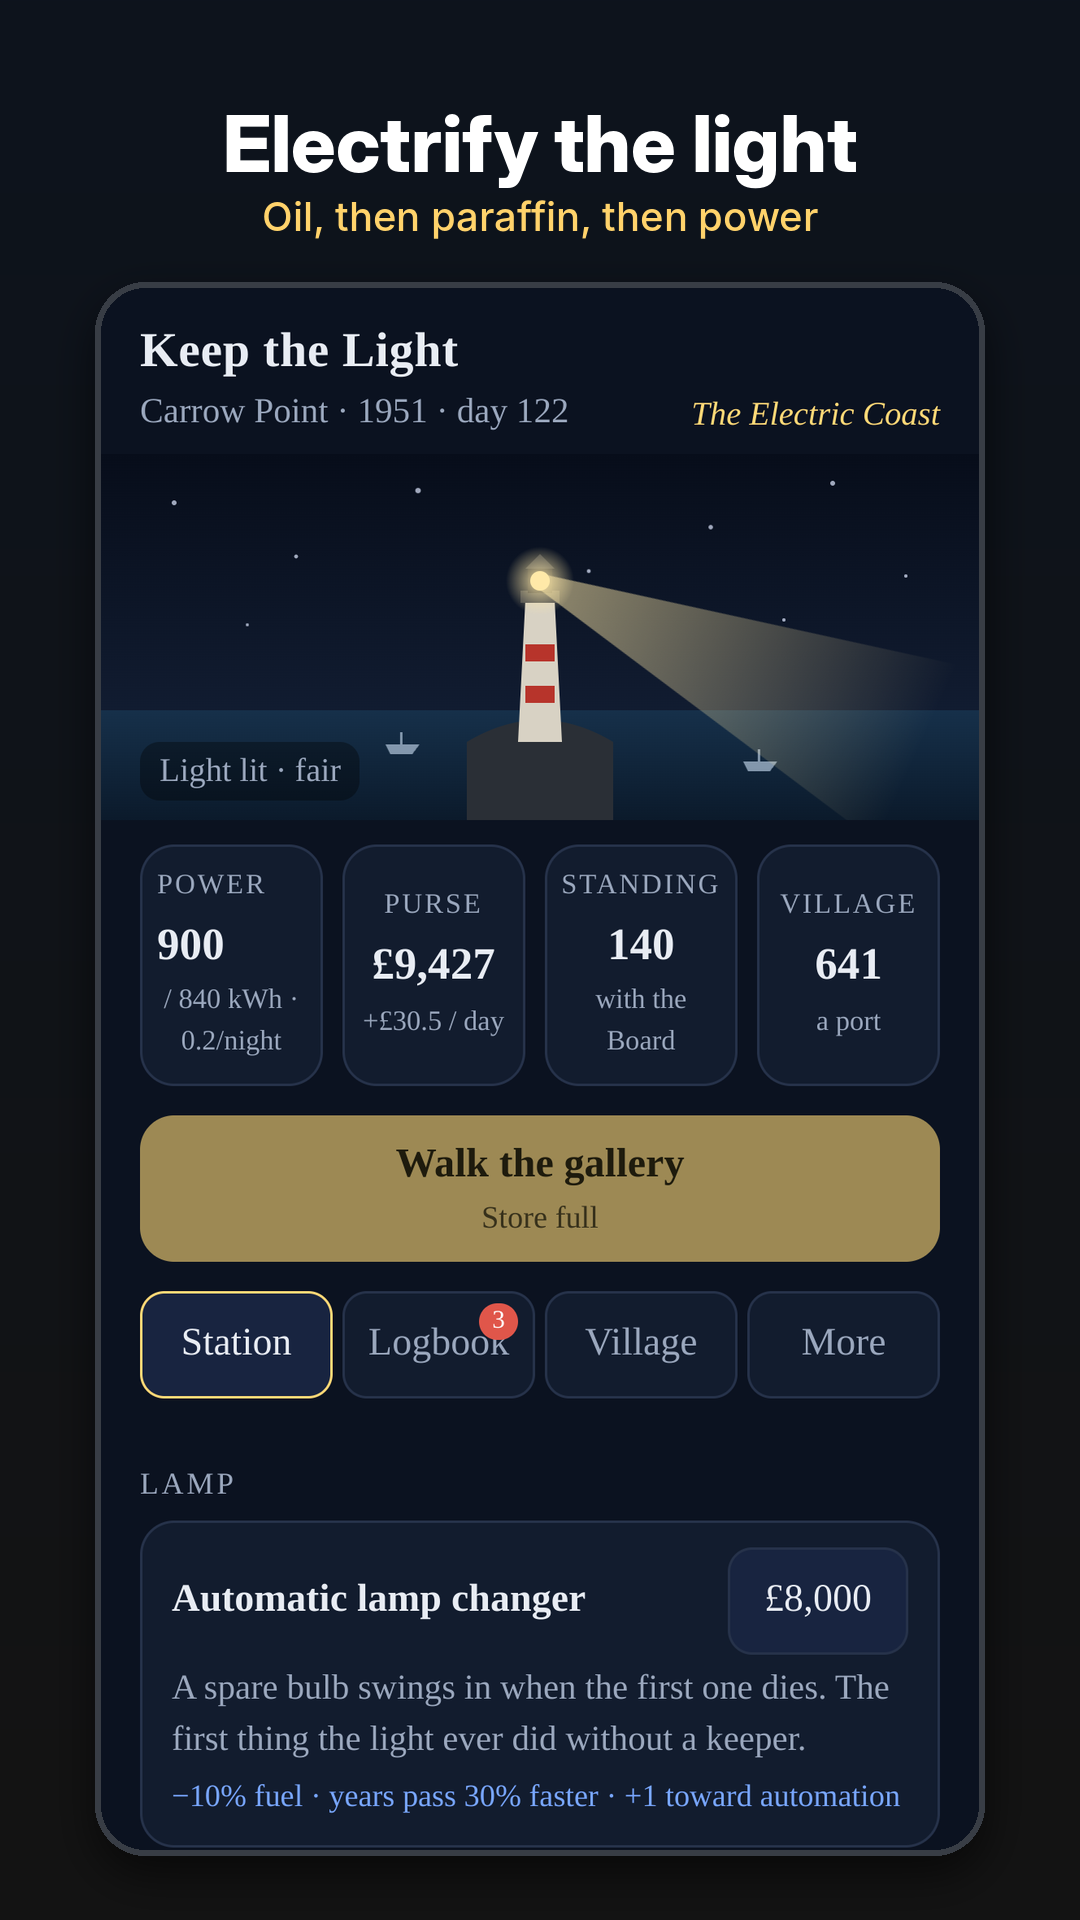 Electrify the light
Oil, then paraffin, then power
Keep the Light
Carrow Point · 1951 · day 122
The Electric Coast
Light lit · fair
POWER
900
/ 840 kWh ·
0.2/night
PURSE
£9,427
+£30.5 / day
STANDING
140
with the
Board
VILLAGE
641
a port
Walk the gallery
Store full
Station
Logbook
3
Village
More
LAMP
Automatic lamp changer
£8,000
A spare bulb swings in when the first one dies. The
first thing the light ever did without a keeper.
−10% fuel · years pass 30% faster · +1 toward automation